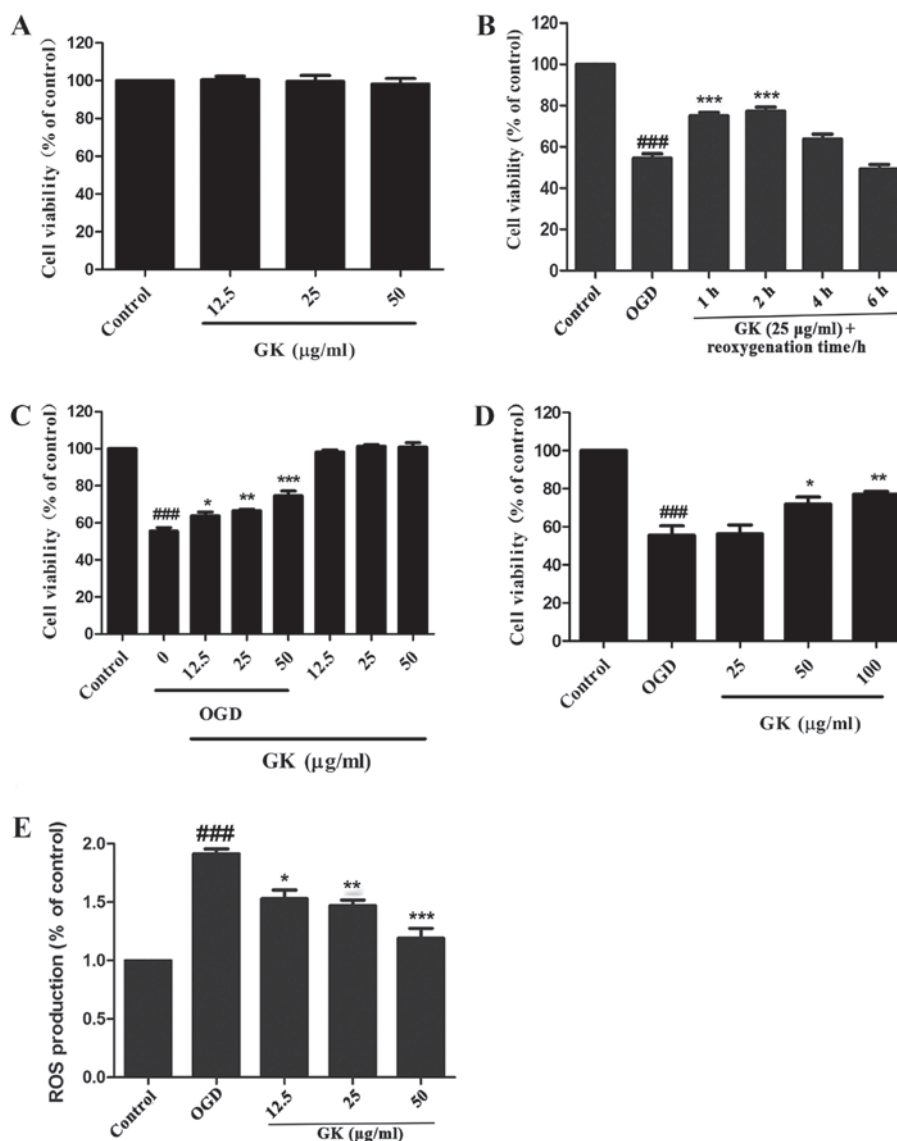 A
Cell viability (% of control)
120
100
80
60
40
20
0
Control
12.5
25
50
GK (μg/ml)
B
Cell viability (% of control)
120
100
80
60
40
20
0
###
***
***
Control
OGD
1 h
2 h
4 h
6 h
GK (25 μg/ml) +
reoxygenation time/h
C
Cell viability (% of control)
120
100
80
60
40
20
0
###
*
**
***
Control
0
12.5
25
50
12.5
25
50
OGD
GK (μg/ml)
D
Cell viability (% of control)
120
100
80
60
40
20
0
###
*
**
Control
OGD
25
50
100
GK (μg/ml)
E
ROS production (% of control)
2.0
1.5
1.0
0.5
0.0
###
*
**
***
Control
OGD
12.5
25
50
GK (μg/ml)